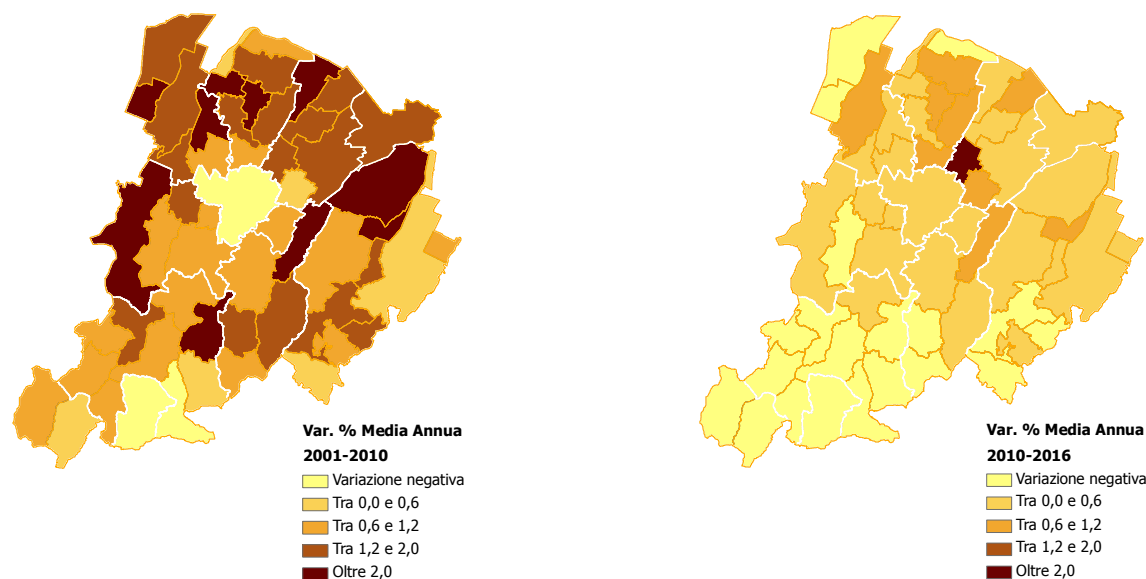 Var. % Media Annua
2001-2010
Variazione negativa
Tra 0,0 e 0,6
Tra 0,6 e 1,2
Tra 1,2 e 2,0
Oltre 2,0
Var. % Media Annua
2010-2016
Variazione negativa
Tra 0,0 e 0,6
Tra 0,6 e 1,2
Tra 1,2 e 2,0
Oltre 2,0